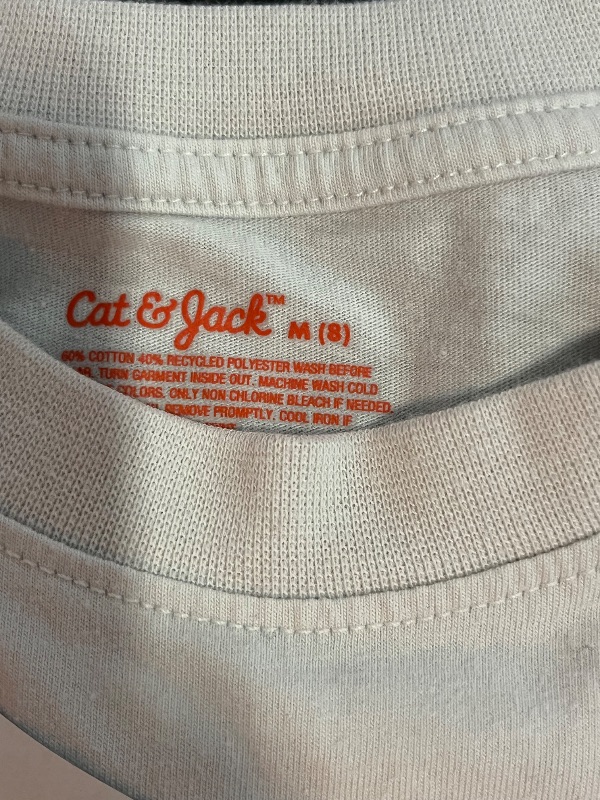 Cat & Jack™ M (8)
60% COTTON 40% RECYCLED POLYESTER WASH BEFORE
TURN GARMENT INSIDE OUT. MACHINE WASH COLD
COLORS. ONLY NON CHLORINE BLEACH IF NEEDED.
REMOVE PROMPTLY. COOL IRON IF